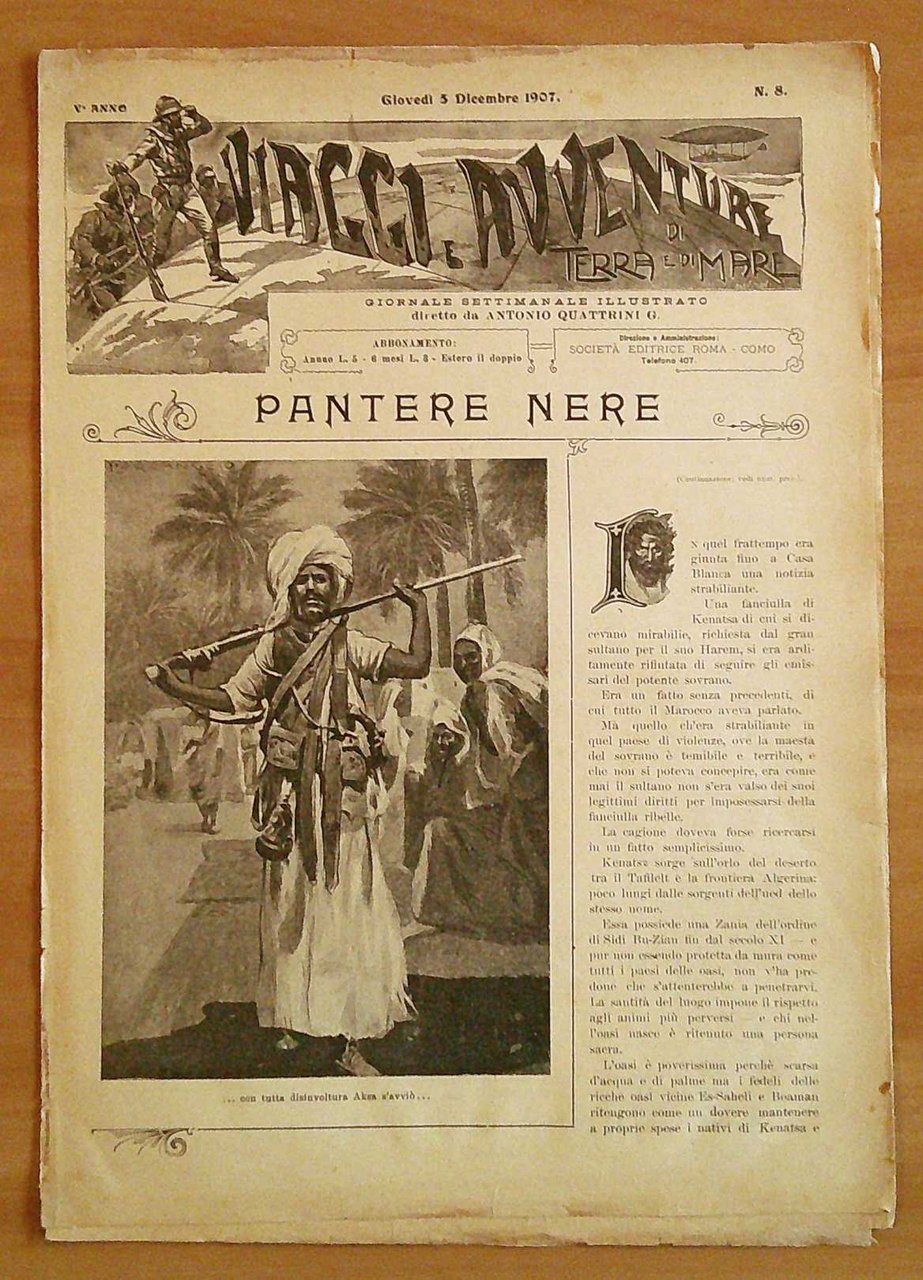 Vº ANNO
Giovedì 5 Dicembre 1907.
N. 8.
VIAGGI E AVVENTURE
DI
TERRA E DI MARE
GIORNALE SETTIMANALE ILLUSTRATO
diretto da ANTONIO QUATTRINI G.
ABBONAMENTO:
Anno L. 5 - 6 mesi L. 3 - Estero il doppio
Direzione e Amministrazione:
SOCIETÀ EDITRICE ROMA - COMO
Telefono 407.
PANTERE NERE
... con tutta disinvoltura Aksa s'avviò...
(Continuazione: vedi num. prec.).
IN quel frattempo era
giunta fino a Casa
Blanca una notizia
strabiliante.
Una fanciulla di
Kenatsa di cui si di-
cevano mirabilie, richiesta dal gran
sultano per il suo Harem, si era ardi-
tamente rifiutata di seguire gli emis-
sari del potente sovrano.
Era un fatto senza precedenti, di
cui tutto il Marocco aveva parlato.
Mà quello ch'era strabiliante in
quel paese di violenze, ove la maestà
del sovrano è temibile e terribile, e
che non si poteva concepire, era come
mai il sultano non s'era valso dei suoi
legittimi diritti per imposessarsi della
fanciulla ribelle.
La cagione doveva forse ricercarsi
in un fatto semplicissimo.
Kenatsa sorge sull'orlo del deserto
tra il Tafilelt e la frontiera Algerina:
poco lungi dalle sorgenti dell'ued dello
stesso nome.
Essa possiede una Zania dell'ordine
di Sidi Bu-Zian fin dal secolo XI — e
pur non essendo protetta da mura come
tutti i paesi delle oasi, non v'ha pre-
done che s'attenterebbe a penetrarvi.
La santità del luogo impone il rispetto
agli animi più perversi — e chi nel-
l'oasi nasce è ritenuto una persona
sacra.
L'oasi è poverissima perchè scarsa
d'acqua e di palme ma i fedeli delle
ricche oasi vicine Es-Saheli e Beaman
ritengono come un dovere mantenere
a proprie spese i nativi di Kenatsa e